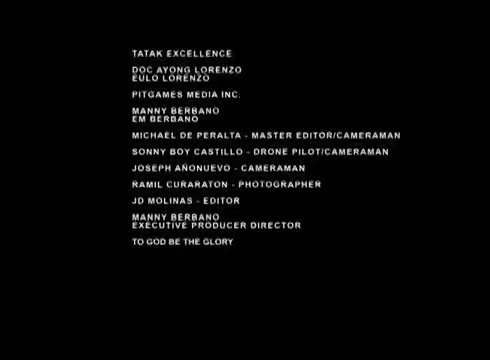 TATAK EXCELLENCE
DOC AYONG LORENZO
EULO LORENZO
PITGAMES MEDIA INC.
MANNY BERBANO
EM BERBANO
MICHAEL DE PERALTA - MASTER EDITOR/CAMERAMAN
SONNY BOY CASTILLO - DRONE PILOT/CAMERAMAN
JOSEPH AÑONUEVO - CAMERAMAN
RAMIL CURARATON - PHOTOGRAPHER
JD MOLINAS - EDITOR
MANNY BERBANO
EXECUTIVE PRODUCER DIRECTOR
TO GOD BE THE GLORY